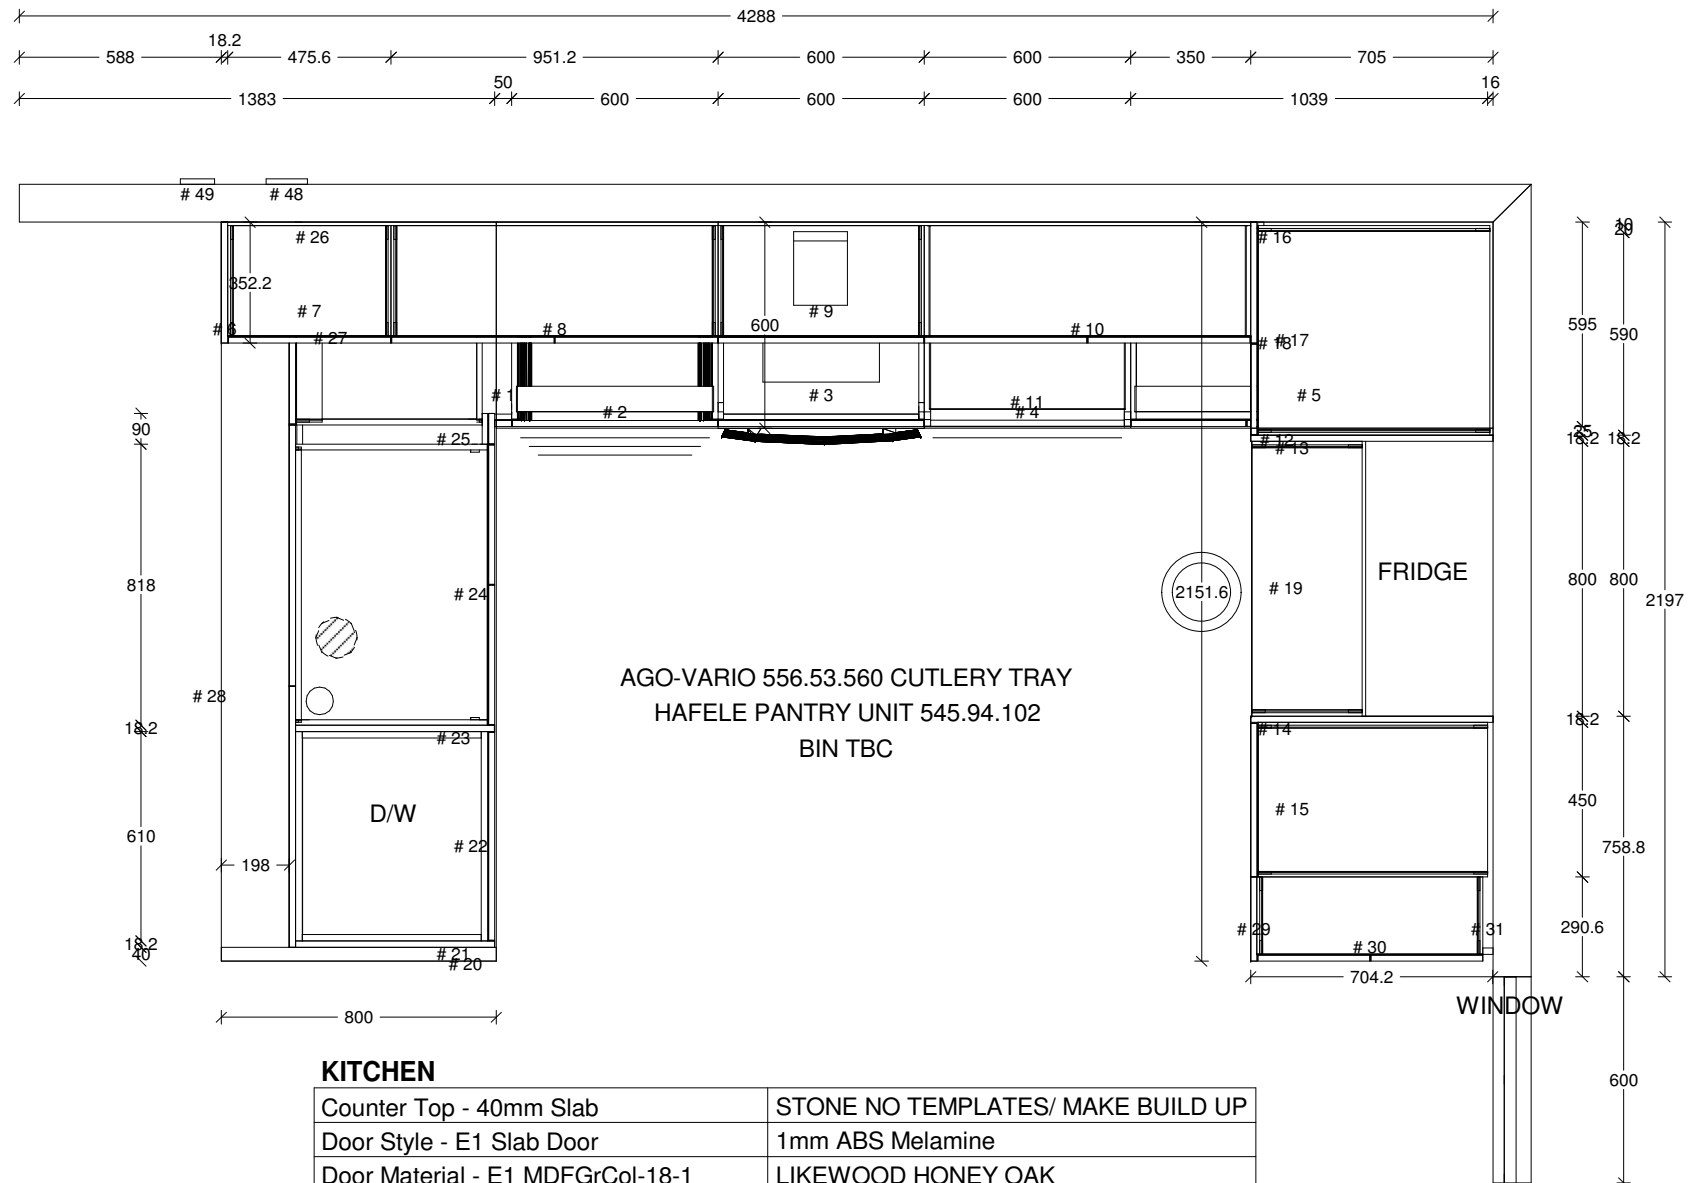 4288
18.2
588 475.6 951.2 600 600 350 705
50 16
1383 600 600 600 1039
# 49 # 48
# 26 # 16
352.2
# 7 # 9
# 6 # 8 600 # 10 595 590
# 27 # 18 # 17
# 1 # 3 # 5
# 2 # 11
# 4
90 # 25 # 12 18.2 18.2
# 13
818 # 24 2151.6 # 19 FRIDGE 800 800 2197
AGO-VARIO 556.53.560 CUTLERY TRAY
# 28 HAFELE PANTRY UNIT 545.94.102
18.2 # 23 BIN TBC # 14 18.2
D/W # 15 450
610 # 22 758.8
198
# 29 # 31 290.6
18.2 # 21 # 30
40 # 20
704.2
WINDOW
800
600
KITCHEN
Counter Top - 40mm Slab STONE NO TEMPLATES/ MAKE BUILD UP
Door Style - E1 Slab Door 1mm ABS Melamine
Door Material - E1 MDFGrCol-18-1 LIKEWOOD HONEY OAK